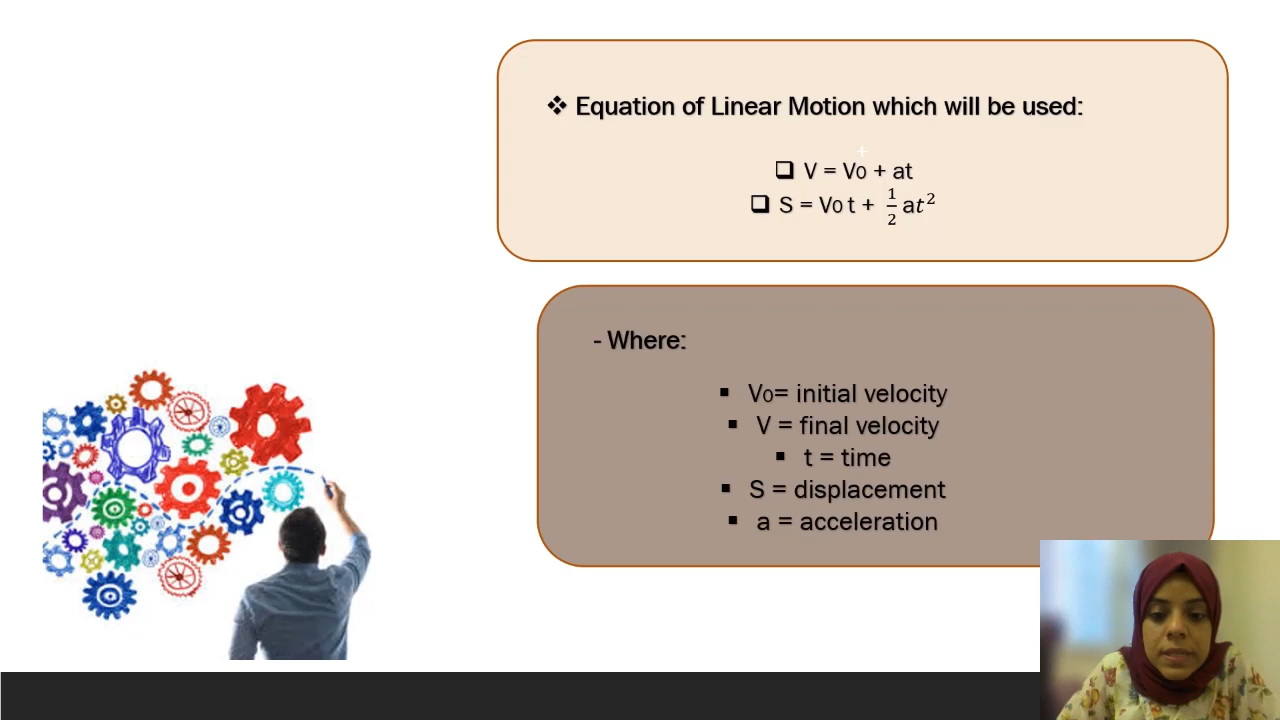 ❖ Equation of Linear Motion which will be used:
❑ V = V₀ + at
❑ S = V₀ t + 1/2 at²
- Where:
▪ V₀= initial velocity
▪ V = final velocity
▪ t = time
▪ S = displacement
▪ a = acceleration